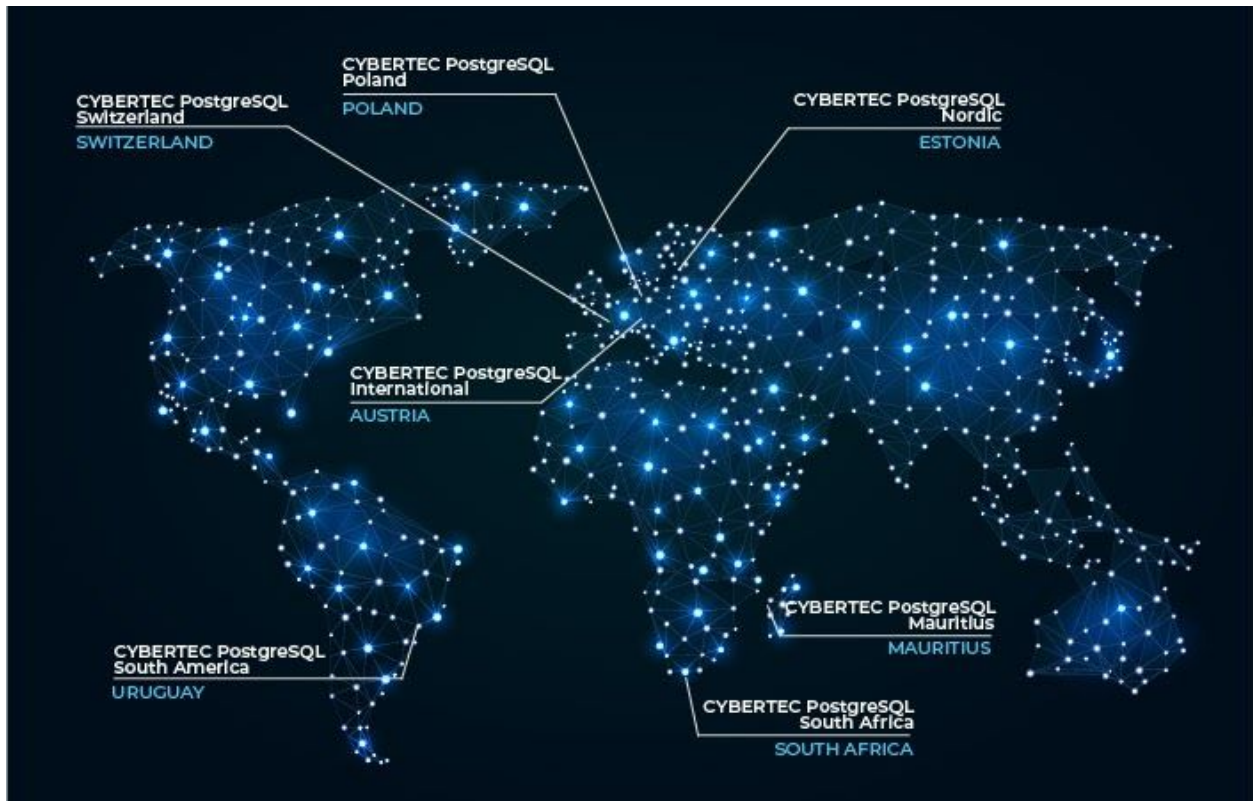 CYBERTEC PostgreSQL
Poland
POLAND
CYBERTEC PostgreSQL
Switzerland
SWITZERLAND
CYBERTEC PostgreSQL
Nordic
ESTONIA
CYBERTEC PostgreSQL
International
AUSTRIA
CYBERTEC PostgreSQL
Mauritius
MAURITIUS
CYBERTEC PostgreSQL
South America
URUGUAY
CYBERTEC PostgreSQL
South Africa
SOUTH AFRICA